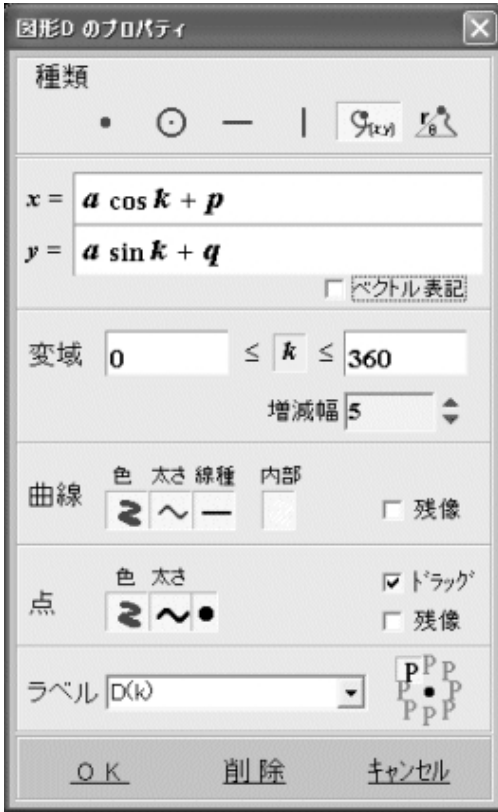 図形D のプロパティ
種類
(x,y) r θ
x = a cos k + p
y = a sin k + q
ベクトル表記
変域 0 ≤ k ≤ 360
増減幅 5
色 太さ 線種 内部
曲線
残像
色 太さ
点
ドラッグ
残像
ラベル D(k)
P P P
P P
P P P
OK 削除 キャンセル